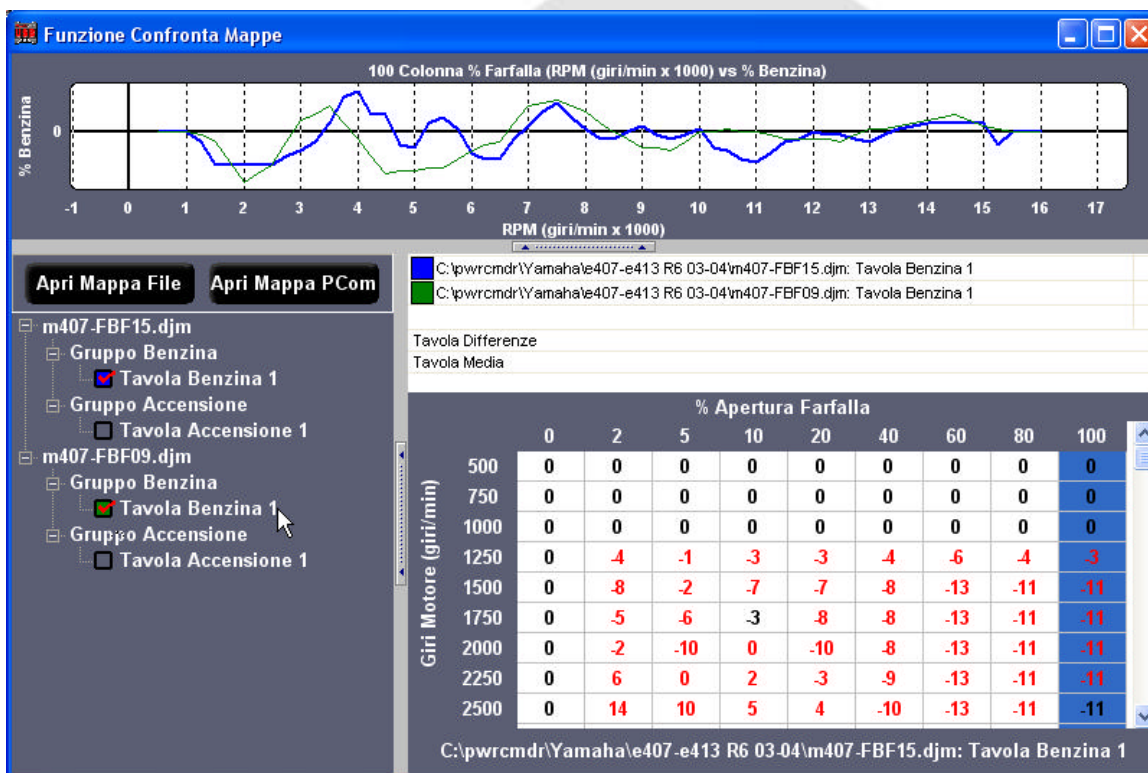 Funzione Confronta Mappe
100 Colonna % Farfalla (RPM (giri/min x 1000) vs % Benzina)
% Benzina
0
-1 0 1 2 3 4 5 6 7 8 9 10 11 12 13 14 15 16 17
RPM (giri/min x 1000)
Apri Mappa File Apri Mappa PCom
m407-FBF15.djm
Gruppo Benzina
Tavola Benzina 1
Gruppo Accensione
Tavola Accensione 1
m407-FBF09.djm
Gruppo Benzina
Tavola Benzina 1
Gruppo Accensione
Tavola Accensione 1
C:\pwrcmdr\Yamaha\e407-e413 R6 03-04\m407-FBF15.djm: Tavola Benzina 1
C:\pwrcmdr\Yamaha\e407-e413 R6 03-04\m407-FBF09.djm: Tavola Benzina 1
Tavola Differenze
Tavola Media
% Apertura Farfalla
Giri Motore (giri/min)
0 2 5 10 20 40 60 80 100
500 0 0 0 0 0 0 0 0 0
750 0 0 0 0 0 0 0 0 0
1000 0 0 0 0 0 0 0 0 0
1250 0 -4 -1 -3 -3 -4 -6 -4 -3
1500 0 -8 -2 -7 -7 -8 -13 -11 -11
1750 0 -5 -6 -3 -8 -8 -13 -11 -11
2000 0 -2 -10 0 -10 -8 -13 -11 -11
2250 0 6 0 2 -3 -9 -13 -11 -11
2500 0 14 10 5 4 -10 -13 -11 -11
C:\pwrcmdr\Yamaha\e407-e413 R6 03-04\m407-FBF15.djm: Tavola Benzina 1